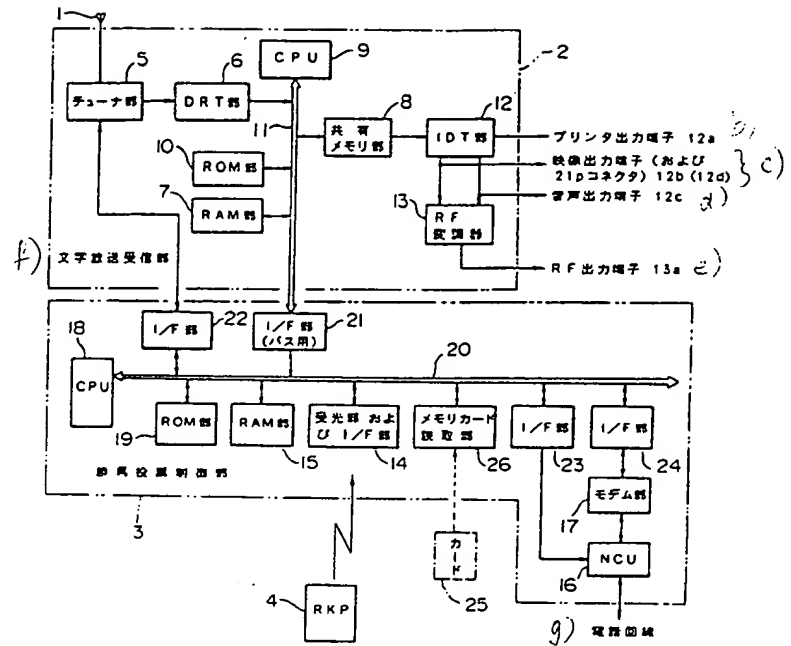 1
5
6
CPU
9
2
チューナ部
DRT部
8
12
11
共有
メモリ部
IDT部
プリンタ出力端子 12a
b)
10
ROM部
映像出力端子(および
21pコネクタ) 12b(12d)
} c)
7
RAM部
13
RF
変調部
音声出力端子 12c
d)
f)
文字放送受信部
RF出力端子 13a
e)
18
I/F部
22
I/F部
(バス用)
21
CPU
20
ROM部
RAM部
受光部 およ
び I/F部
メモリカード
読取部
I/F部
I/F部
19
15
14
26
23
24
勝馬投票制御部
モデム部
17
3
カード
NCU
16
4
RKP
25
g)
電話回線